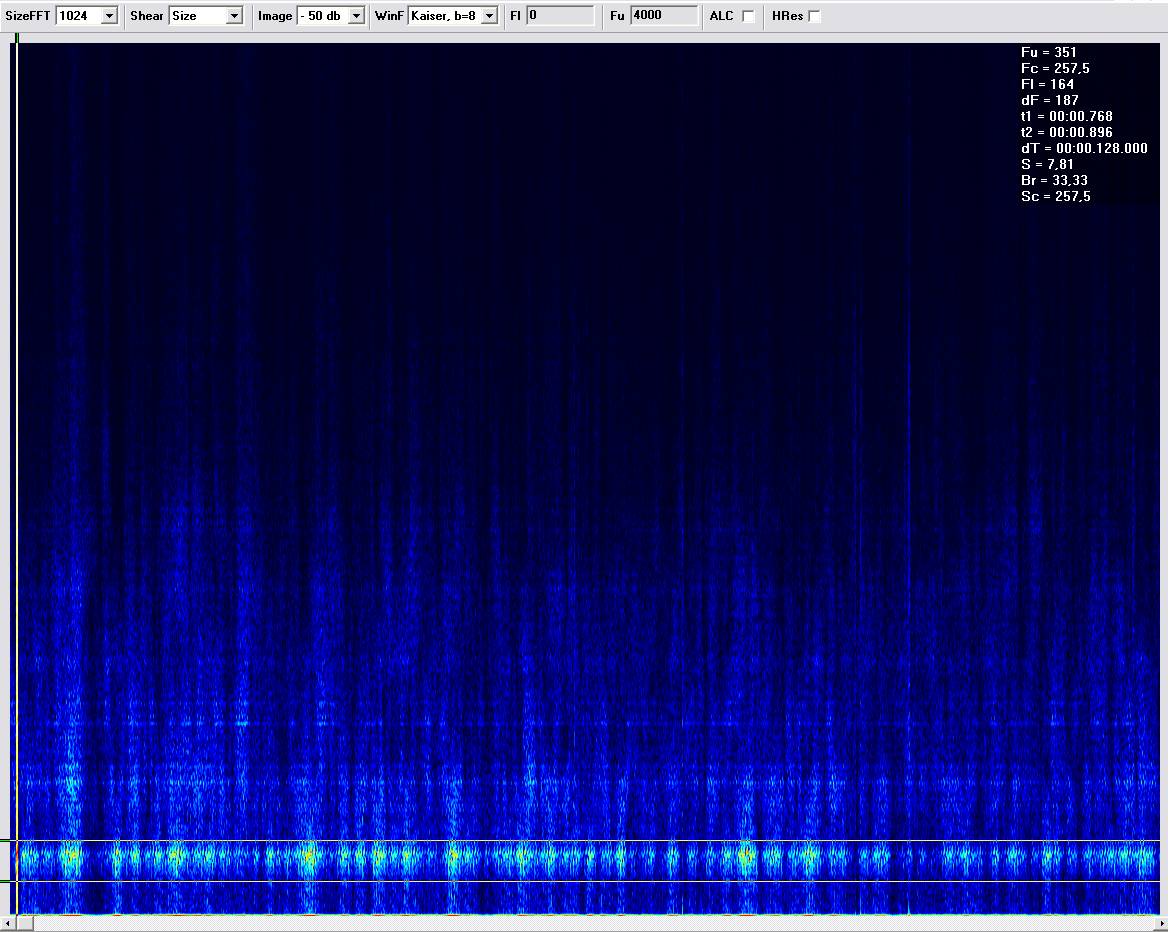 SizeFFT 1024 Shear Size Image - 50 db WinF Kaiser, b=8 Fl 0 Fu 4000 ALC HRes
Fu = 351
Fc = 257,5
Fl = 164
dF = 187
t1 = 00:00.768
t2 = 00:00.896
dT = 00:00.128.000
S = 7,81
Br = 33,33
Sc = 257,5